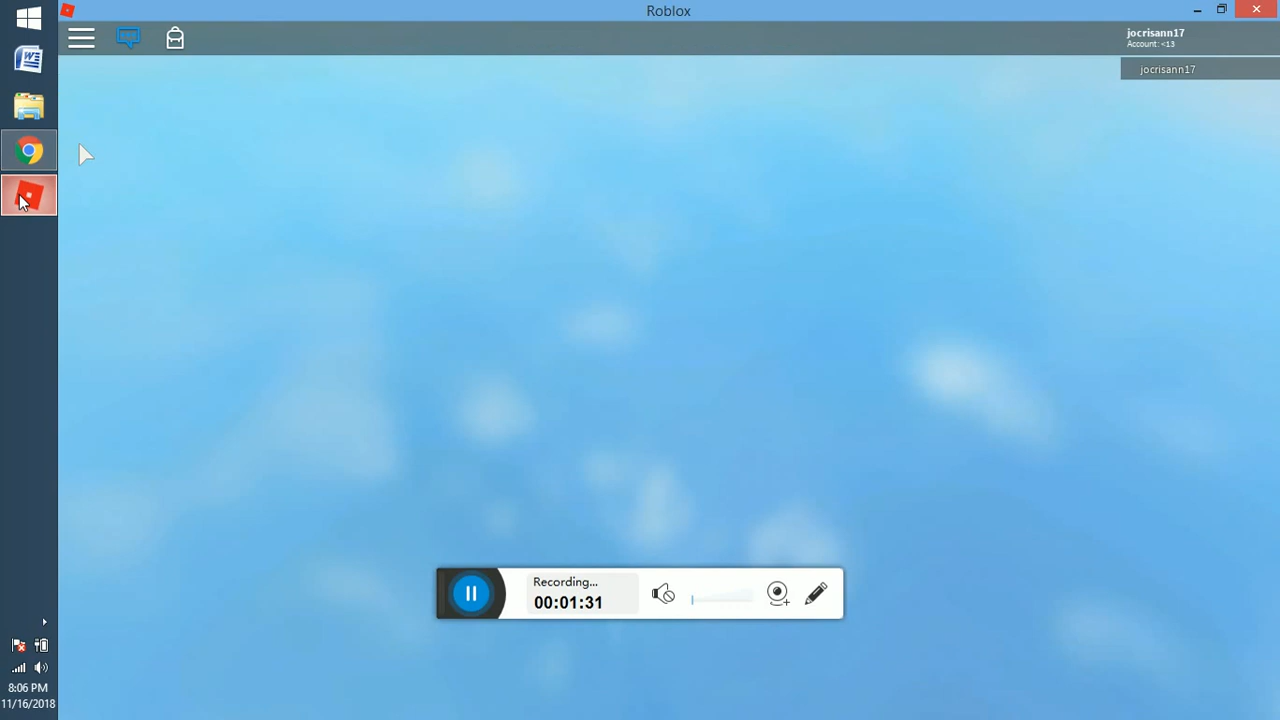 Roblox
jocrisann17
Account: <13
jocrisann17
Recording...
00:01:31
8:06 PM
11/16/2018